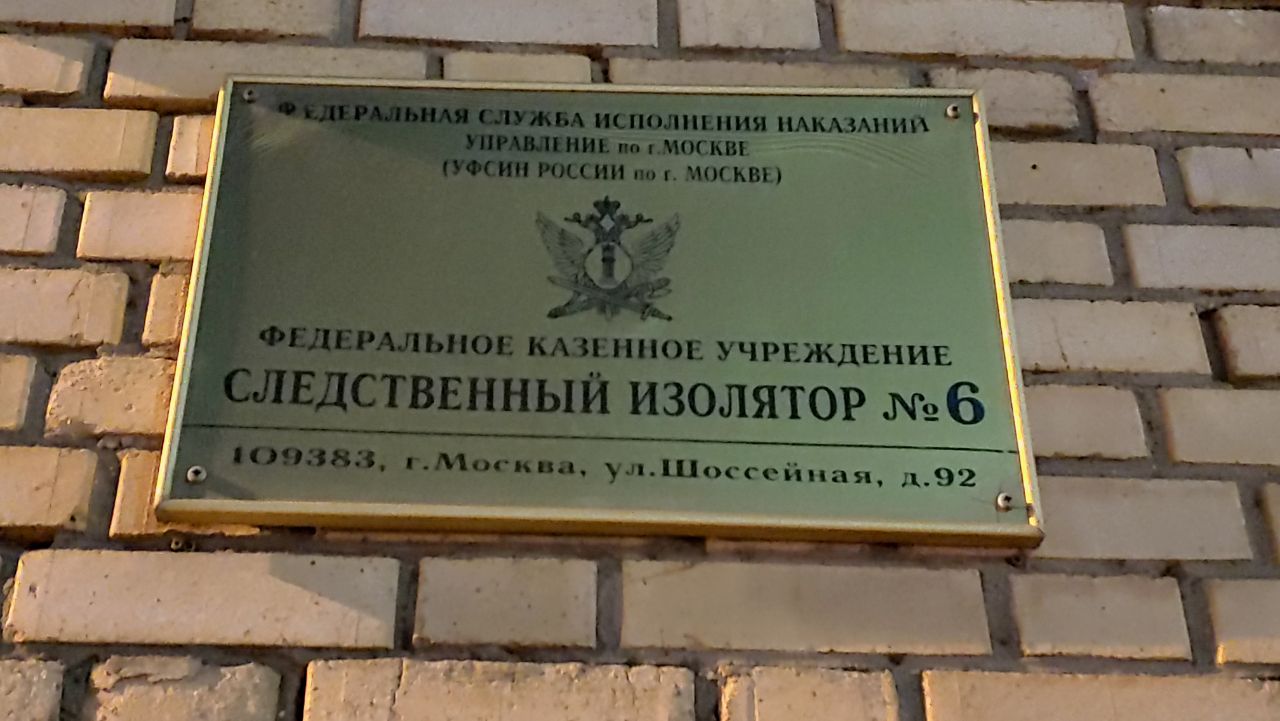 ФЕДЕРАЛЬНАЯ СЛУЖБА ИСПОЛНЕНИЯ НАКАЗАНИЙ
УПРАВЛЕНИЕ по г.МОСКВЕ
(УФСИН РОССИИ по г. МОСКВЕ)
ФЕДЕРАЛЬНОЕ КАЗЕННОЕ УЧРЕЖДЕНИЕ
СЛЕДСТВЕННЫЙ ИЗОЛЯТОР №6
109383, г.Москва, ул.Шоссейная, д.92